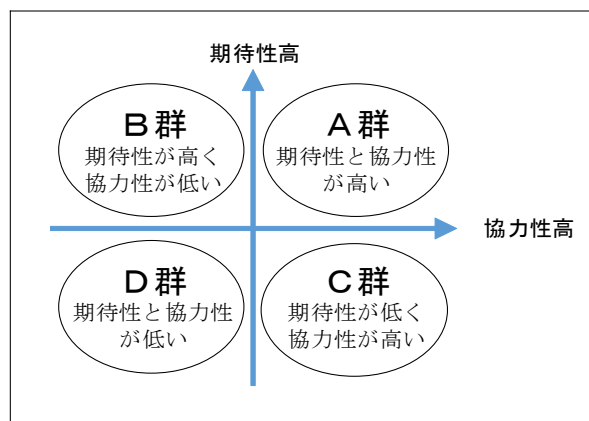 期待性高
B群
期待性が高く
協力性が低い
A群
期待性と協力性
が高い
協力性高
D群
期待性と協力性
が低い
C群
期待性が低く
協力性が高い